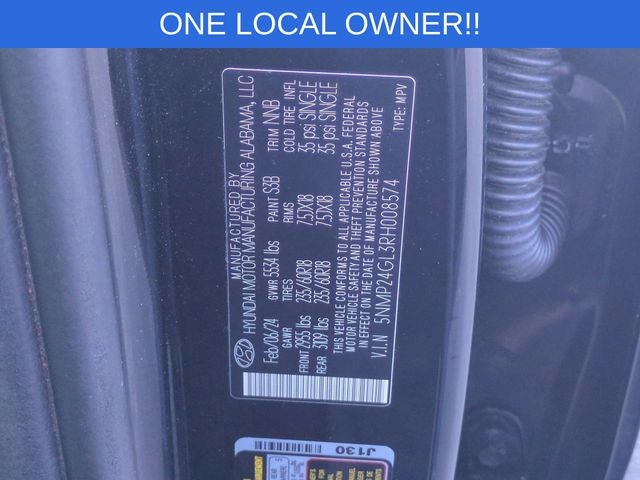 ONE LOCAL OWNER!!
MANUFACTURED BY
HYUNDAI MOTOR MANUFACTURING ALABAMA, LLC
Feb/06/24 GVWR 5534 lbs PAINT S3B TRIM NNB
GAWR TIRES RIMS COLD TIRE INFL
FRONT 2955 lbs 235/60R18 7.5JX18 35 psi SINGLE
REAR 3109 lbs 235/60R18 7.5JX18 35 psi SINGLE
THIS VEHICLE CONFORMS TO ALL APPLICABLE U.S.A. FEDERAL
MOTOR VEHICLE SAFETY AND THEFT PREVENTION STANDARDS
IN EFFECT ON THE DATE OF MANUFACTURE SHOWN ABOVE
V.I.N 5NMP24GL3RH008574 TYPE: MPV
J130